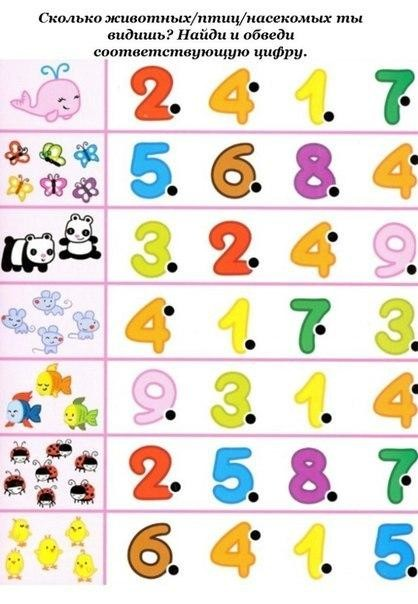 Сколько животных/птиц/насекомых ты
видишь? Найди и обведи
соответствующую цифру.
2 4 1 7
5 6 8 4
3 2 4 9
4 1 7 3
9 3 1 4
2 5 8 7
6 4 1 5